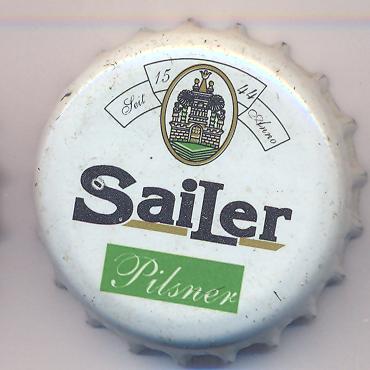 Seit 15 44 Anno
SaiLer
Pilsner